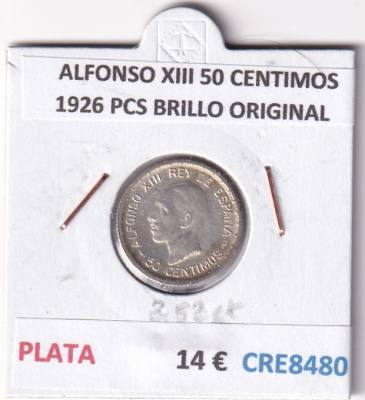 ALFONSO XIII 50 CENTIMOS
1926 PCS BRILLO ORIGINAL
ALFONSO XIII REY DE ESPAÑA
50 CENTIMOS
PLATA 14 € CRE8480